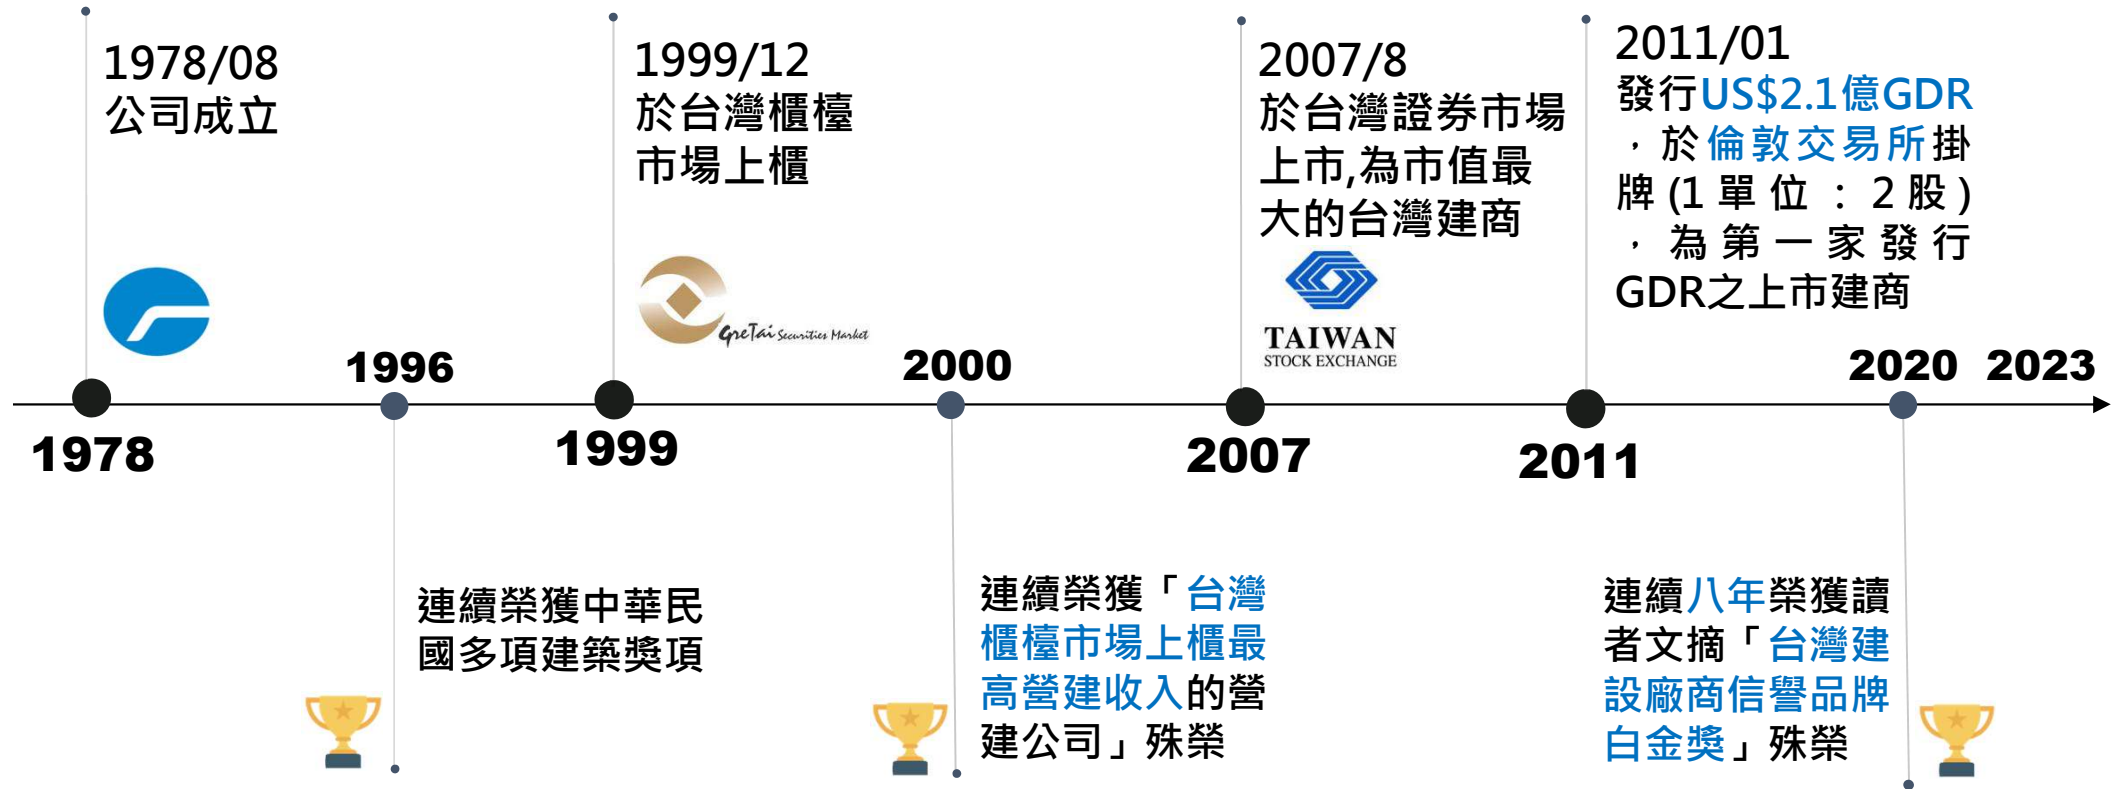 1978/08
公司成立
1999/12
於台灣櫃檯
市場上櫃
GreTai Securities Market
2007/8
於台灣證券市場
上市,為市值最
大的台灣建商
TAIWAN
STOCK EXCHANGE
2011/01
發行US$2.1億GDR
，於倫敦交易所掛
牌(1單位：2股)
，為第一家發行
GDR之上市建商
1996
2000
2020
2023
1978
1999
2007
2011
連續榮獲中華民
國多項建築獎項
連續榮獲「台灣
櫃檯市場上櫃最
高營建收入的營
建公司」殊榮
連續八年榮獲讀
者文摘「台灣建
設廠商信譽品牌
白金獎」殊榮